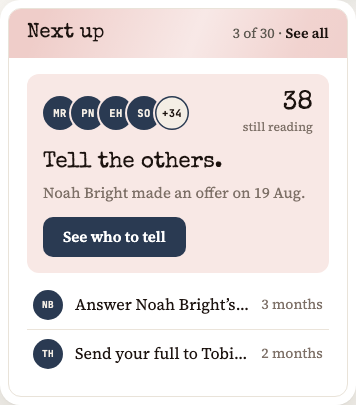 Next up
3 of 30 · See all
MR PN EH SO +34
38
still reading
Tell the others.
Noah Bright made an offer on 19 Aug.
See who to tell
NB Answer Noah Bright's... 3 months
TH Send your full to Tobi... 2 months